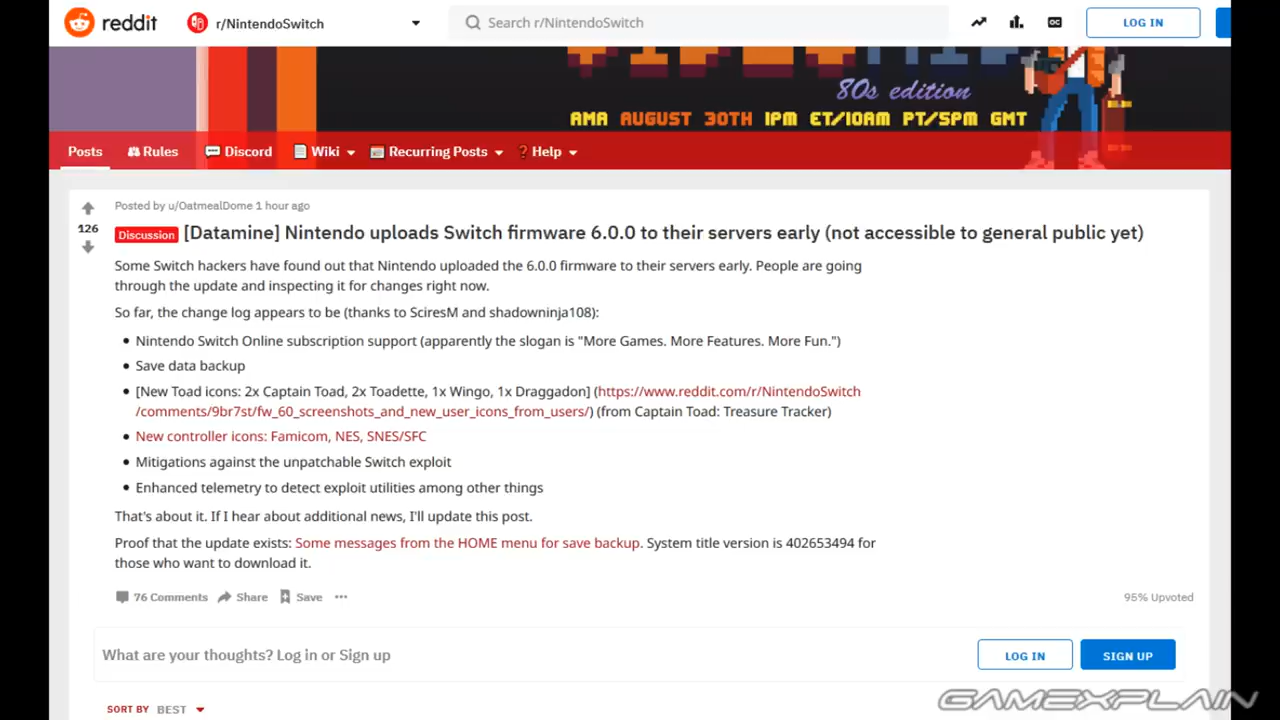 reddit r/NintendoSwitch Search r/NintendoSwitch LOG IN
80s edition
AMA AUGUST 30TH 1PM ET/10AM PT/5PM GMT
Posts Rules Discord Wiki Recurring Posts Help
Posted by u/OatmealDome 1 hour ago
126
Discussion [Datamine] Nintendo uploads Switch firmware 6.0.0 to their servers early (not accessible to general public yet)
Some Switch hackers have found out that Nintendo uploaded the 6.0.0 firmware to their servers early. People are going
through the update and inspecting it for changes right now.
So far, the change log appears to be (thanks to SciresM and shadowninja108):
• Nintendo Switch Online subscription support (apparently the slogan is "More Games. More Features. More Fun.")
• Save data backup
• [New Toad icons: 2x Captain Toad, 2x Toadette, 1x Wingo, 1x Draggadon] (https://www.reddit.com/r/NintendoSwitch
/comments/9br7st/fw_60_screenshots_and_new_user_icons_from_users/) (from Captain Toad: Treasure Tracker)
• New controller icons: Famicom, NES, SNES/SFC
• Mitigations against the unpatchable Switch exploit
• Enhanced telemetry to detect exploit utilities among other things
That's about it. If I hear about additional news, I'll update this post.
Proof that the update exists: Some messages from the HOME menu for save backup. System title version is 402653494 for
those who want to download it.
76 Comments Share Save ••• 95% Upvoted
What are your thoughts? Log in or Sign up LOG IN SIGN UP
GAMEXPLAIN
SORT BY BEST